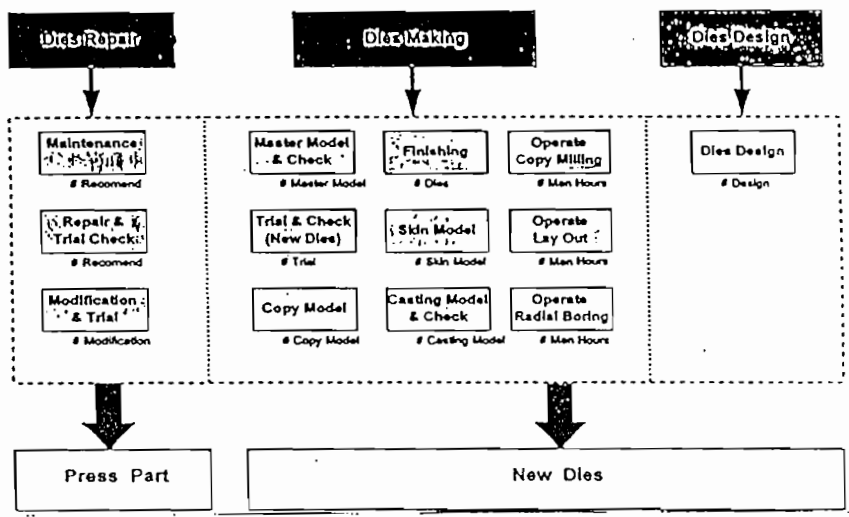 Dies Repair
Dies Making
Dies Design
Maintenance
# Recomend
Repair &
Trial Check
# Recomend
Modification
& Trial
# Modification
Master Model
& Check
# Master Model
Finishing
# Dies
Operate
Copy Milling
# Men Hours
Trial & Check
(New Dies)
# Trial
Skin Model
# Skin Model
Operate
Lay Out
# Men Hours
Copy Model
# Copy Model
Casting Model
& Check
# Casting Model
Operate
Radial Boring
# Men Hours
Dies Design
# Design
Press Part
New Dies